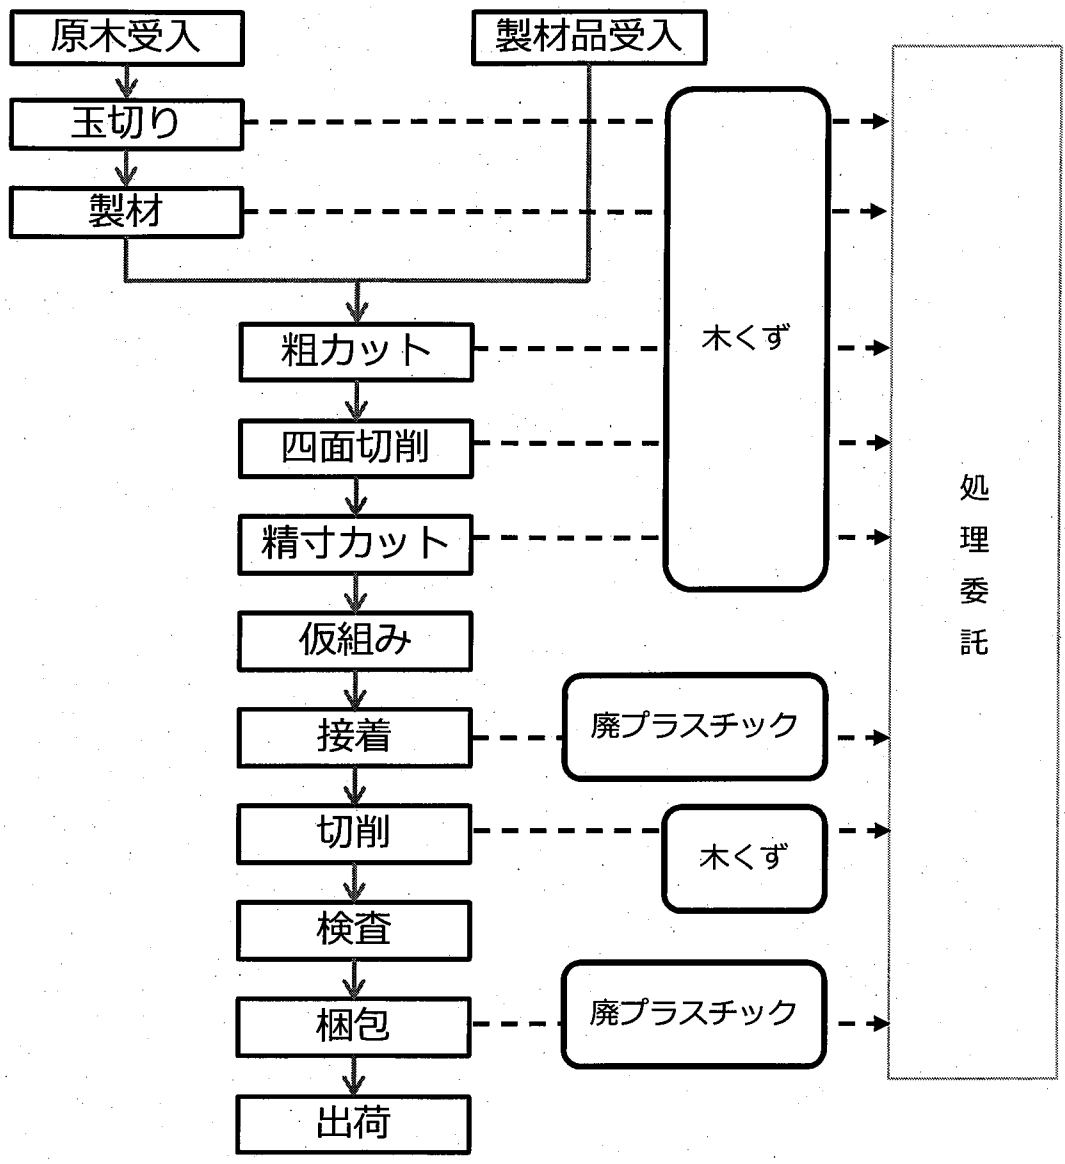 原木受入
製材品受入
玉切り
製材
粗カット
四面切削
精寸カット
仮組み
接着
切削
検査
梱包
出荷
木くず
廃プラスチック
木くず
廃プラスチック
処理委託